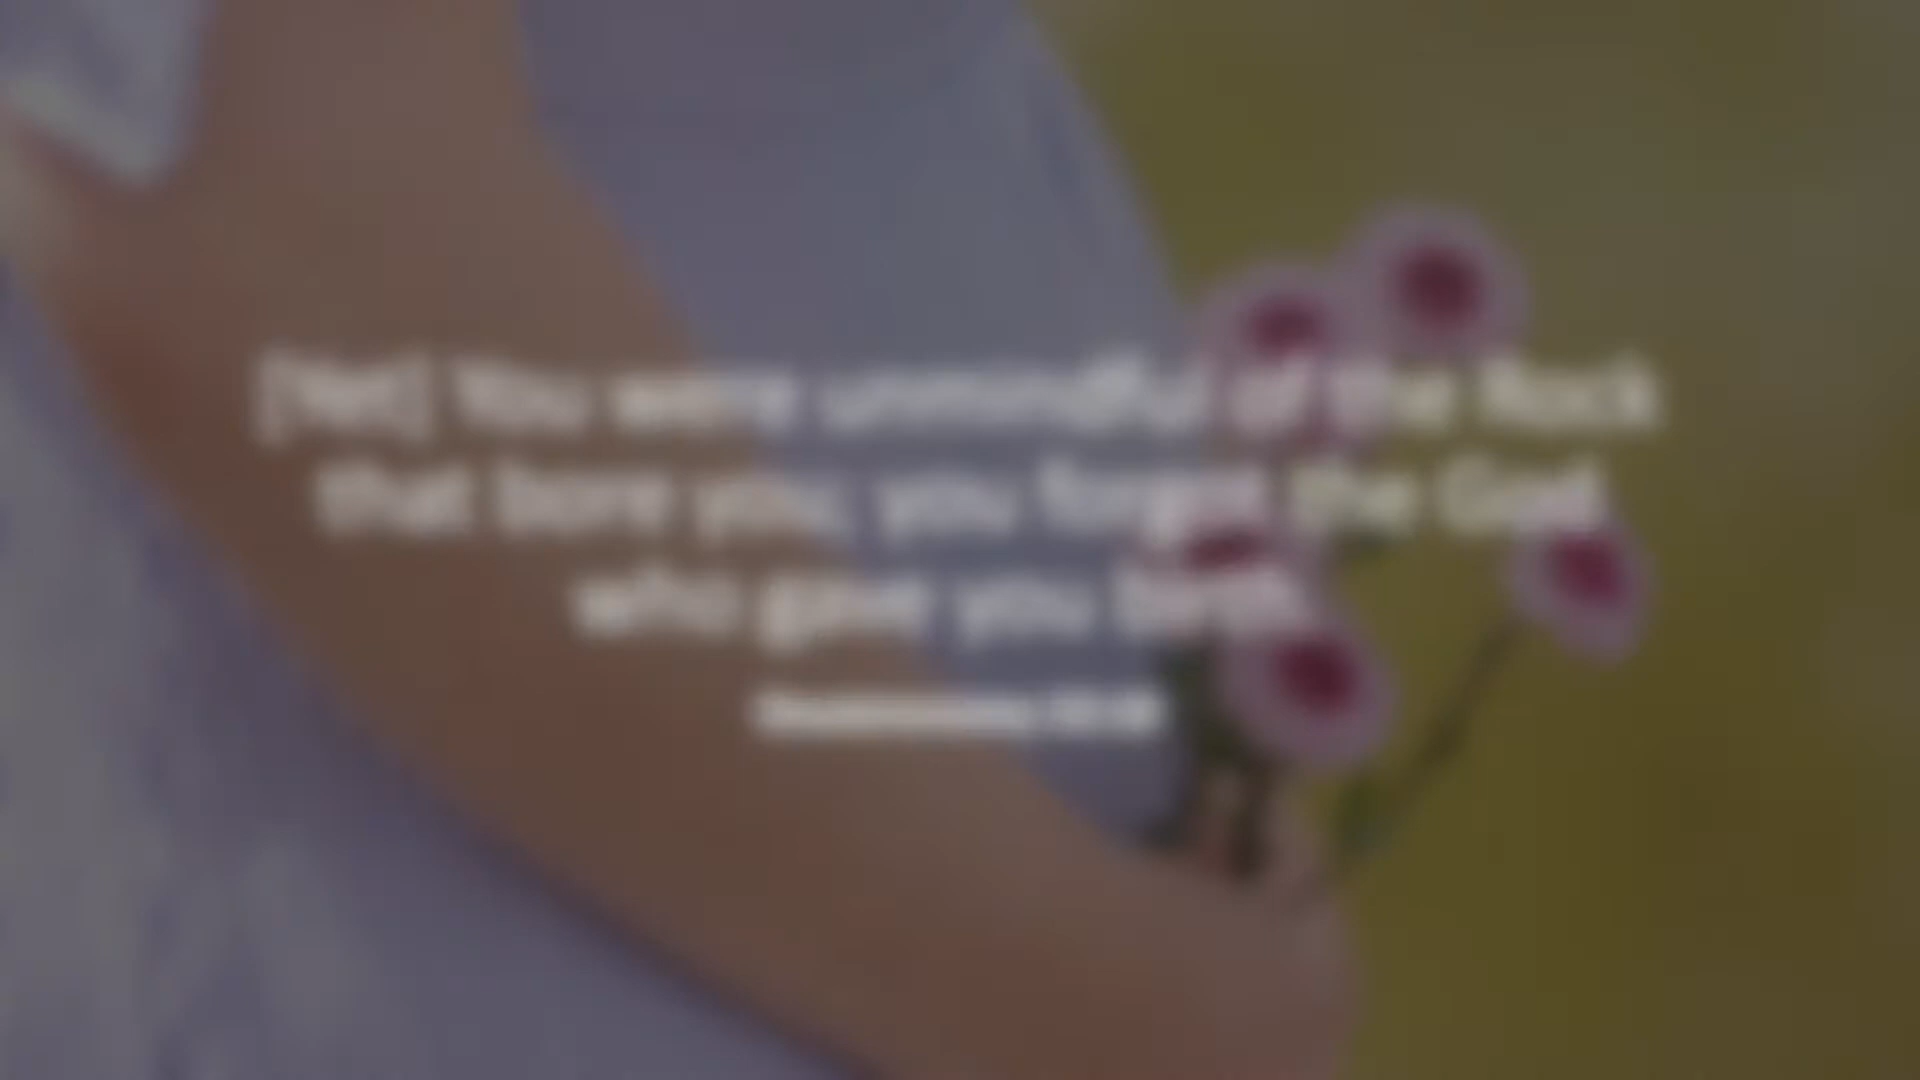 [Yet] You were unmindful of the Rock
that bore you; you forgot the God
who gave you birth.